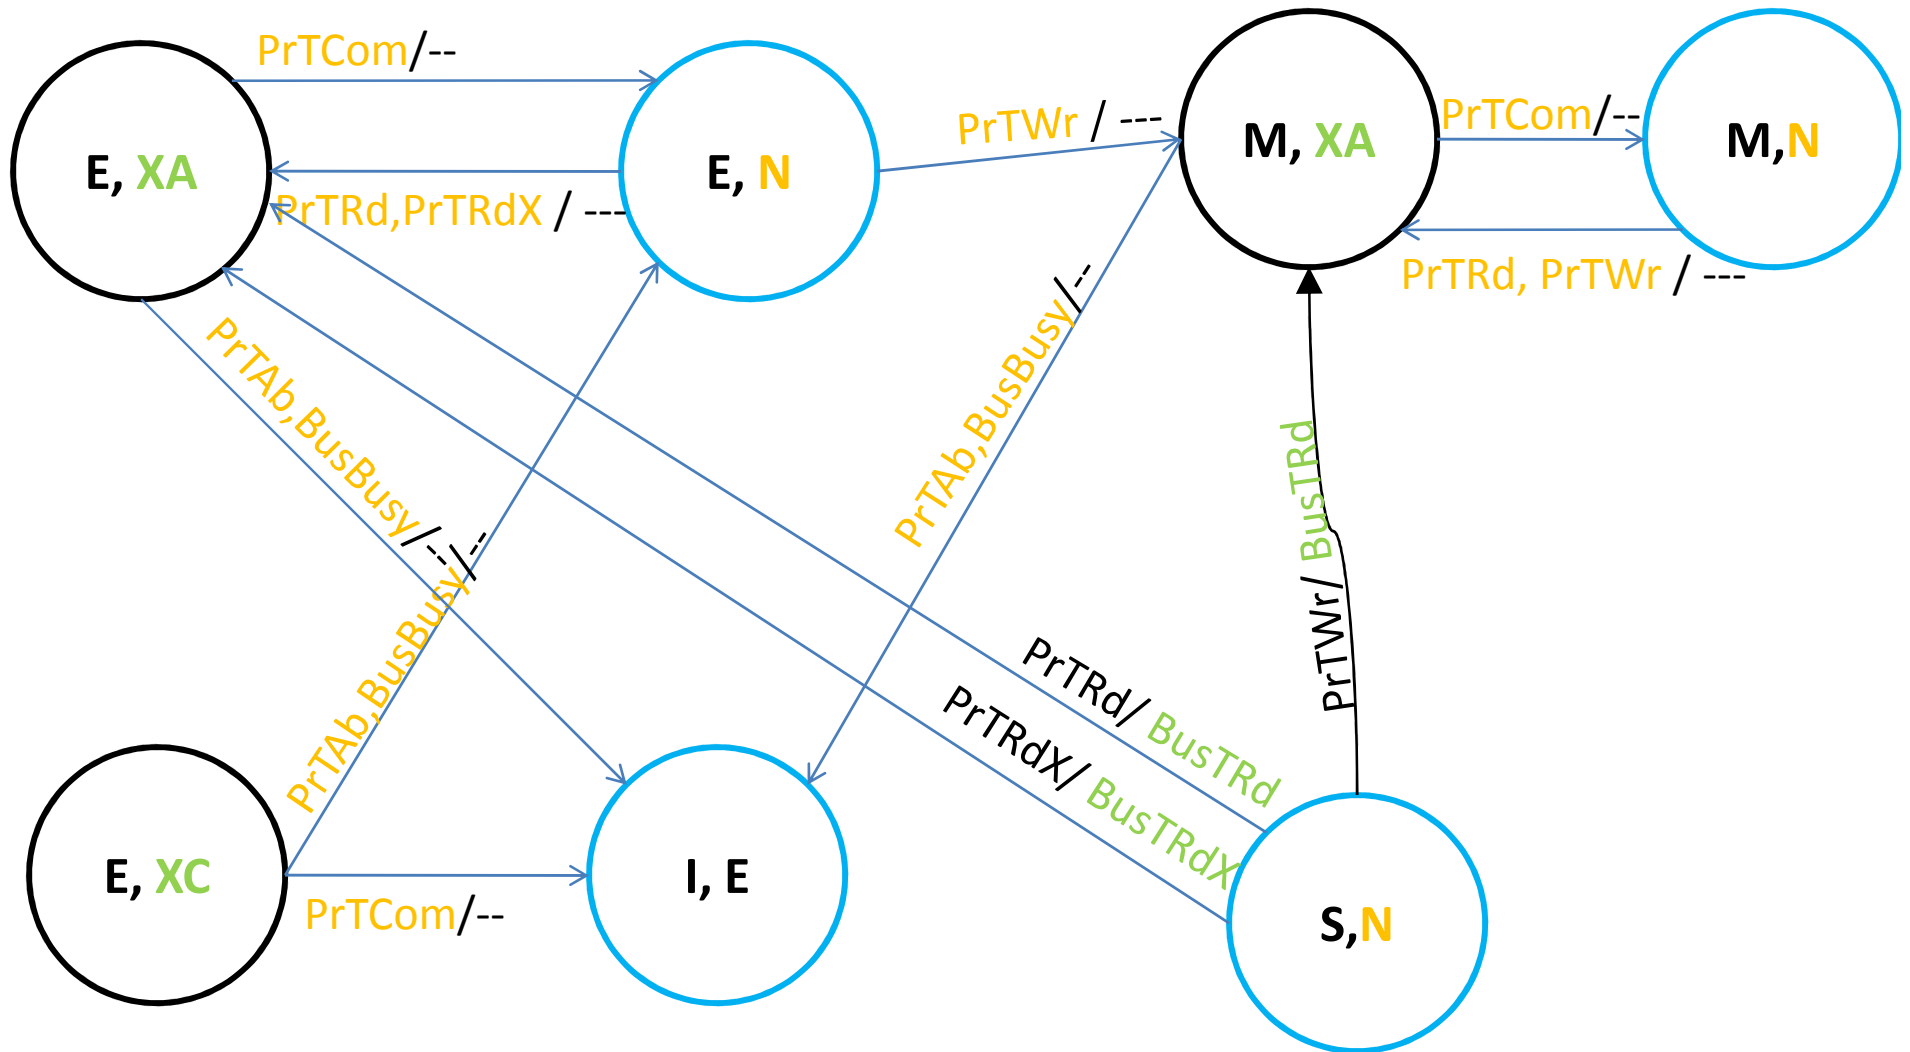 PrTCom/--
E, XA
E, N
PrTRd,PrTRdX / ---
PrTWr / ----
M, XA
PrTCom/--
M,N
PrTRd, PrTWr / ---
PrTAb,BusBusy/--
PrTAb,BusBusy/--
PrTAb,BusBusy/--
PrTWr/ BusTRd
PrTRd/ BusTRd
PrTRdX/ BusTRdX
E, XC
PrTCom/--
I, E
S,N